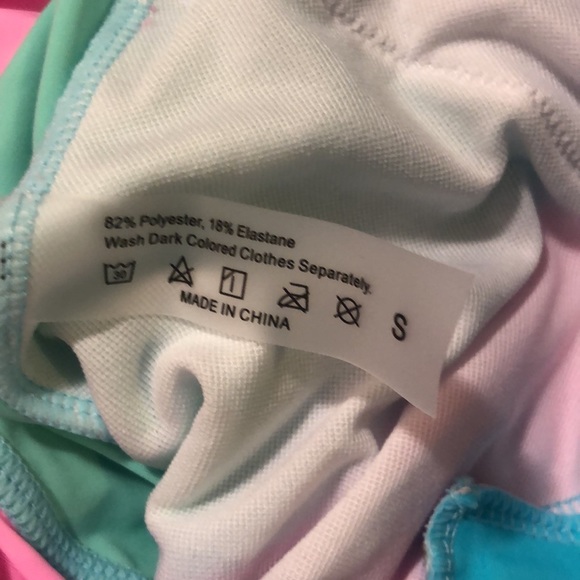 82% Polyester, 18% Elastane
Wash Dark Colored Clothes Separately.
30
MADE IN CHINA
S